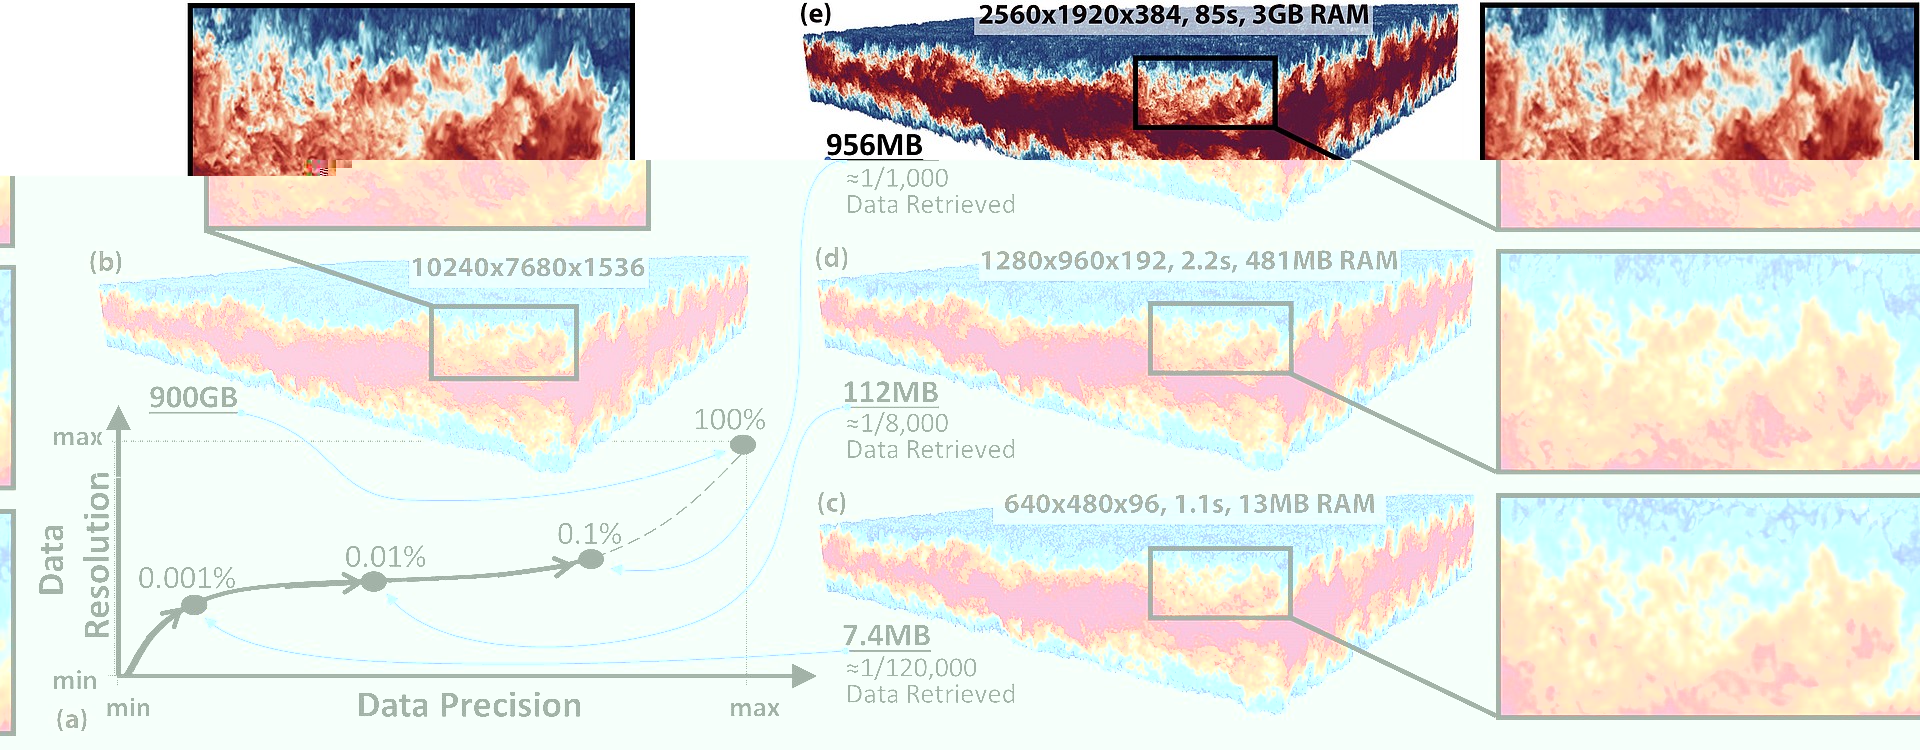 (e)
2560x1920x384, 85s, 3GB RAM
956MB
≈1/1,000
Data Retrieved
(b)
10240x7680x1536
900GB
(d)
1280x960x192, 2.2s, 481MB RAM
112MB
≈1/8,000
Data Retrieved
(c)
640x480x96, 1.1s, 13MB RAM
7.4MB
≈1/120,000
Data Retrieved
max
100%
0.1%
0.01%
0.001%
Data
Resolution
min
min
Data Precision
max
(a)